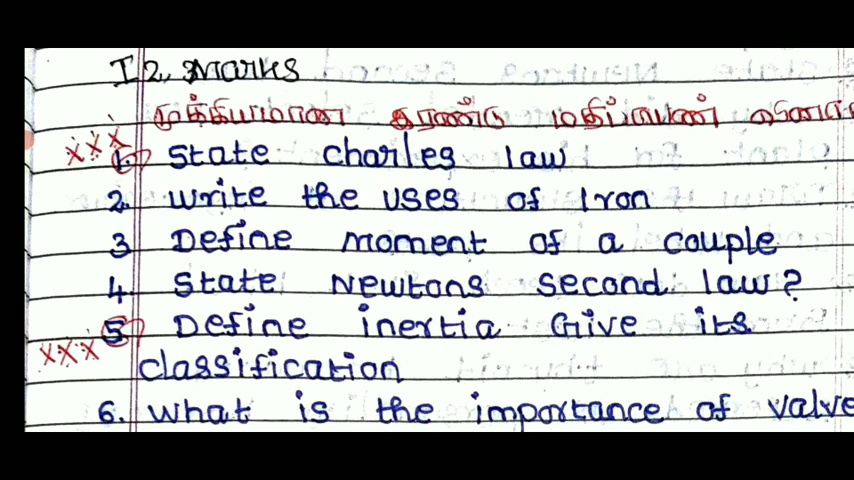 I 2. Marks
முக்கியமான இரண்டு மதிப்பெண்
xxx 1. State charles law
2. Write the uses of Iron
3 Define moment of a couple
4. State Newtons second law?
5 Define inertia Give its
xxx classification
6. What is the importance of valve